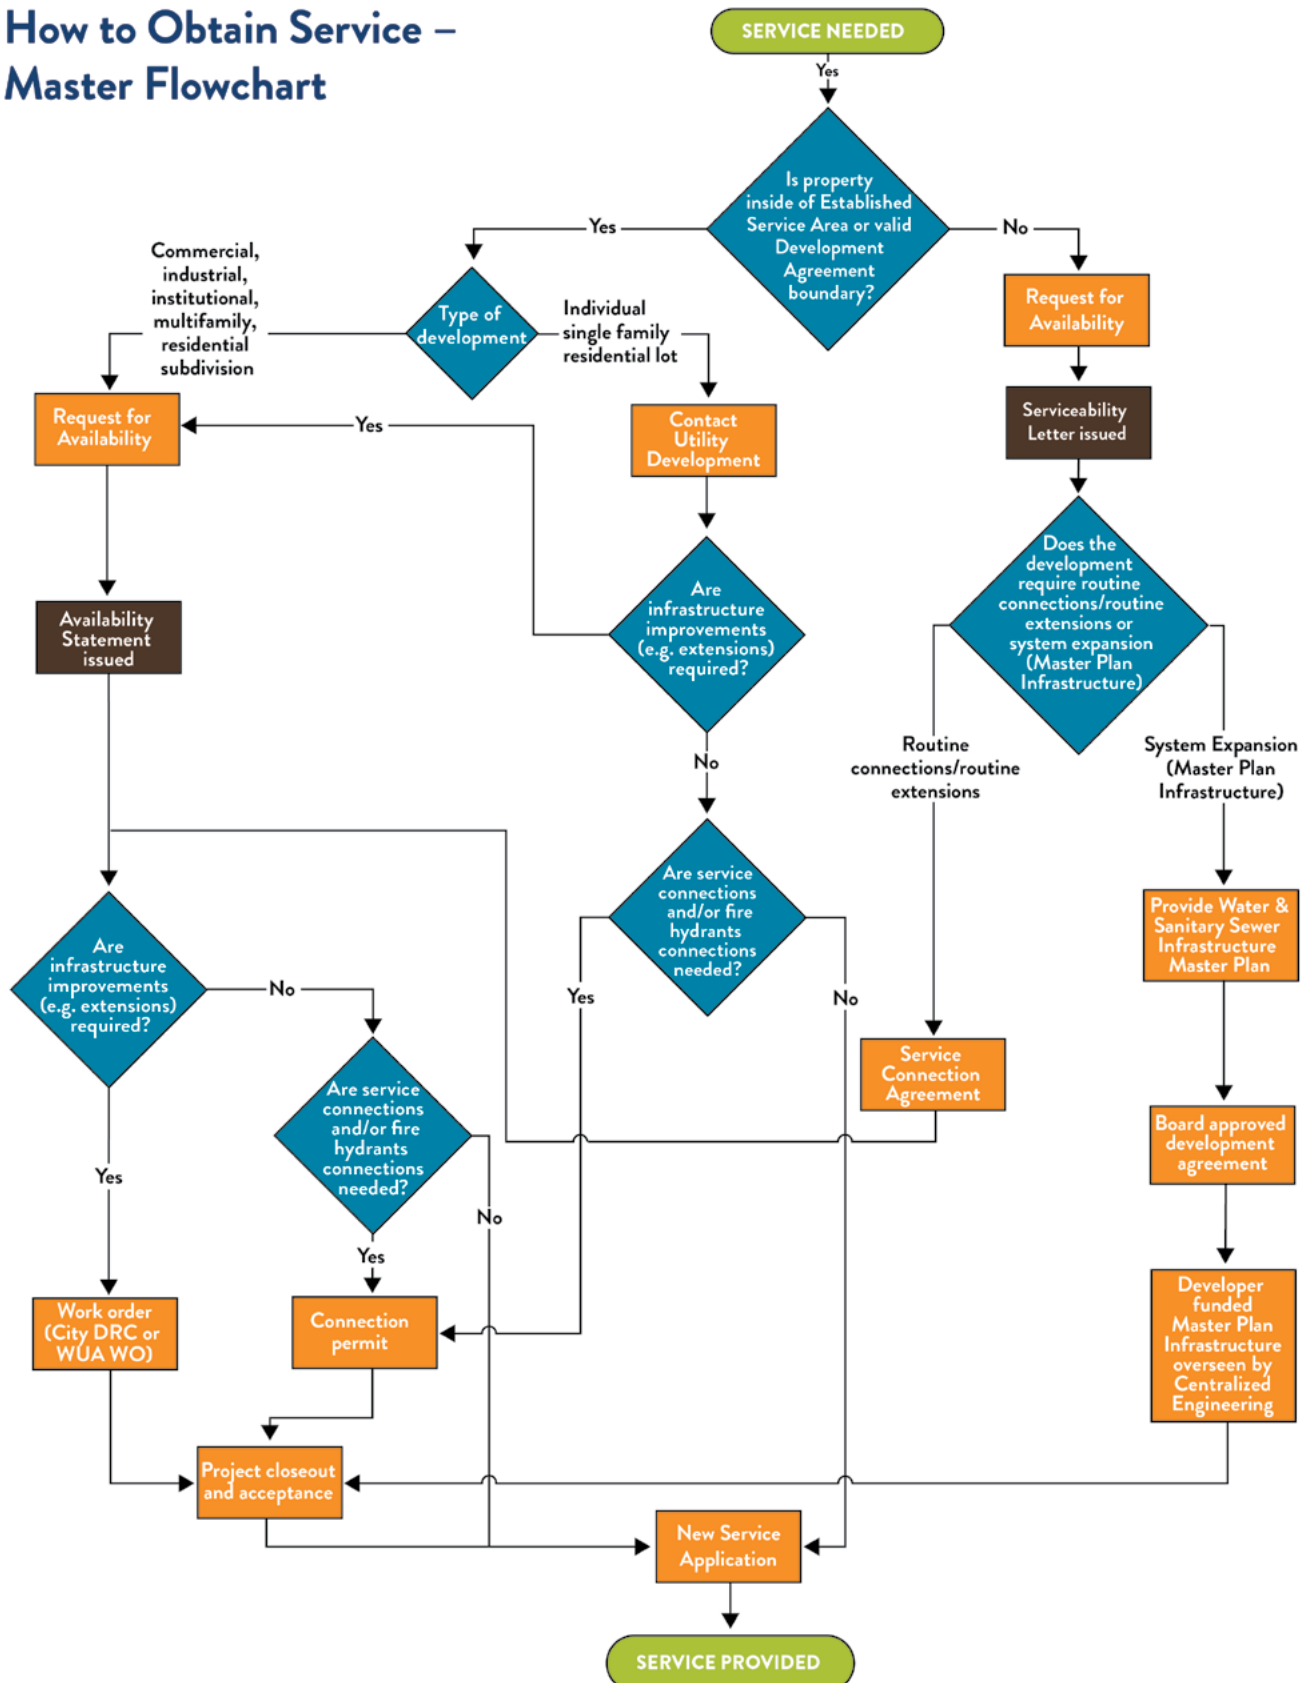 How to Obtain Service –
Master Flowchart
SERVICE NEEDED
Yes
Is property
inside of Established
Service Area or valid
Development
Agreement
boundary?
Yes
No
Commercial,
industrial,
institutional,
multifamily,
residential
subdivision
Type of
development
Individual
single family
residential lot
Request for
Availability
Request for
Availability
Yes
Contact
Utility
Development
Serviceability
Letter issued
Availability
Statement
issued
Are
infrastructure
improvements
(e.g. extensions)
required?
Does the
development
require routine
connections/routine
extensions or
system expansion
(Master Plan
Infrastructure)
No
Routine
connections/routine
extensions
System Expansion
(Master Plan
Infrastructure)
Are service
connections
and/or fire
hydrants
connections
needed?
Provide Water &
Sanitary Sewer
Infrastructure
Master Plan
Are
infrastructure
improvements
(e.g. extensions)
required?
No
Yes
No
Service
Connection
Agreement
Are service
connections
and/or fire
hydrants
connections
needed?
Board approved
development
agreement
Yes
No
Yes
Work order
(City DRC or
WUA WO)
Connection
permit
Developer
funded
Master Plan
Infrastructure
overseen by
Centralized
Engineering
Project closeout
and acceptance
New Service
Application
SERVICE PROVIDED